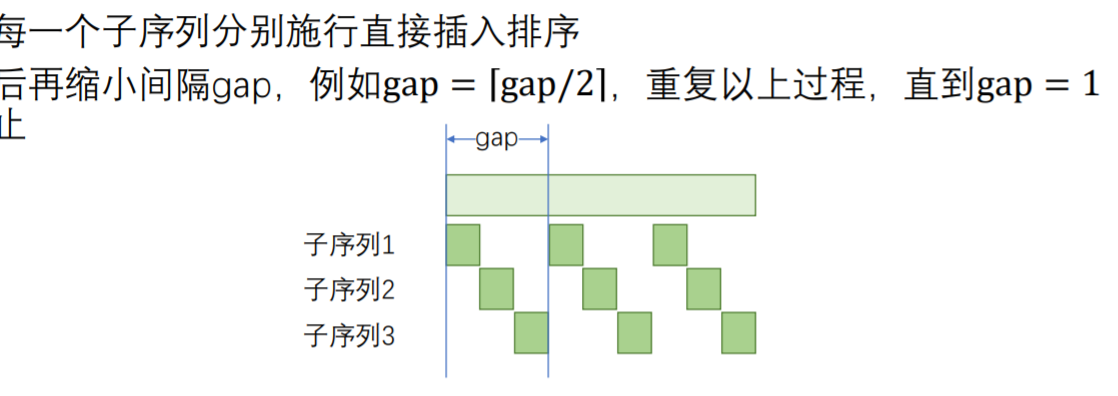 每一个子序列分别施行直接插入排序
后再缩小间隔gap，例如gap = ⌈gap/2⌉，重复以上过程，直到gap = 1
止
gap
子序列1
子序列2
子序列3